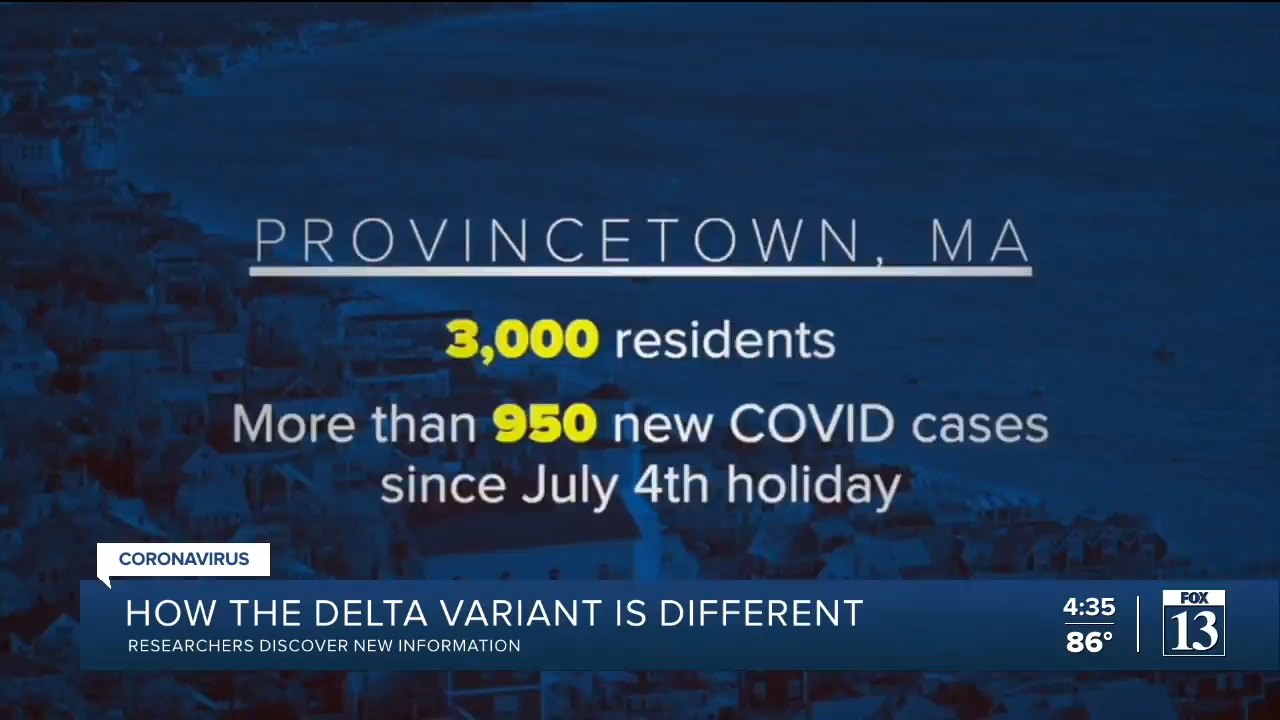 PROVINCETOWN, MA
3,000 residents
More than 950 new COVID cases
since July 4th holiday
CORONAVIRUS
HOW THE DELTA VARIANT IS DIFFERENT
RESEARCHERS DISCOVER NEW INFORMATION
4:35
86°
FOX
13